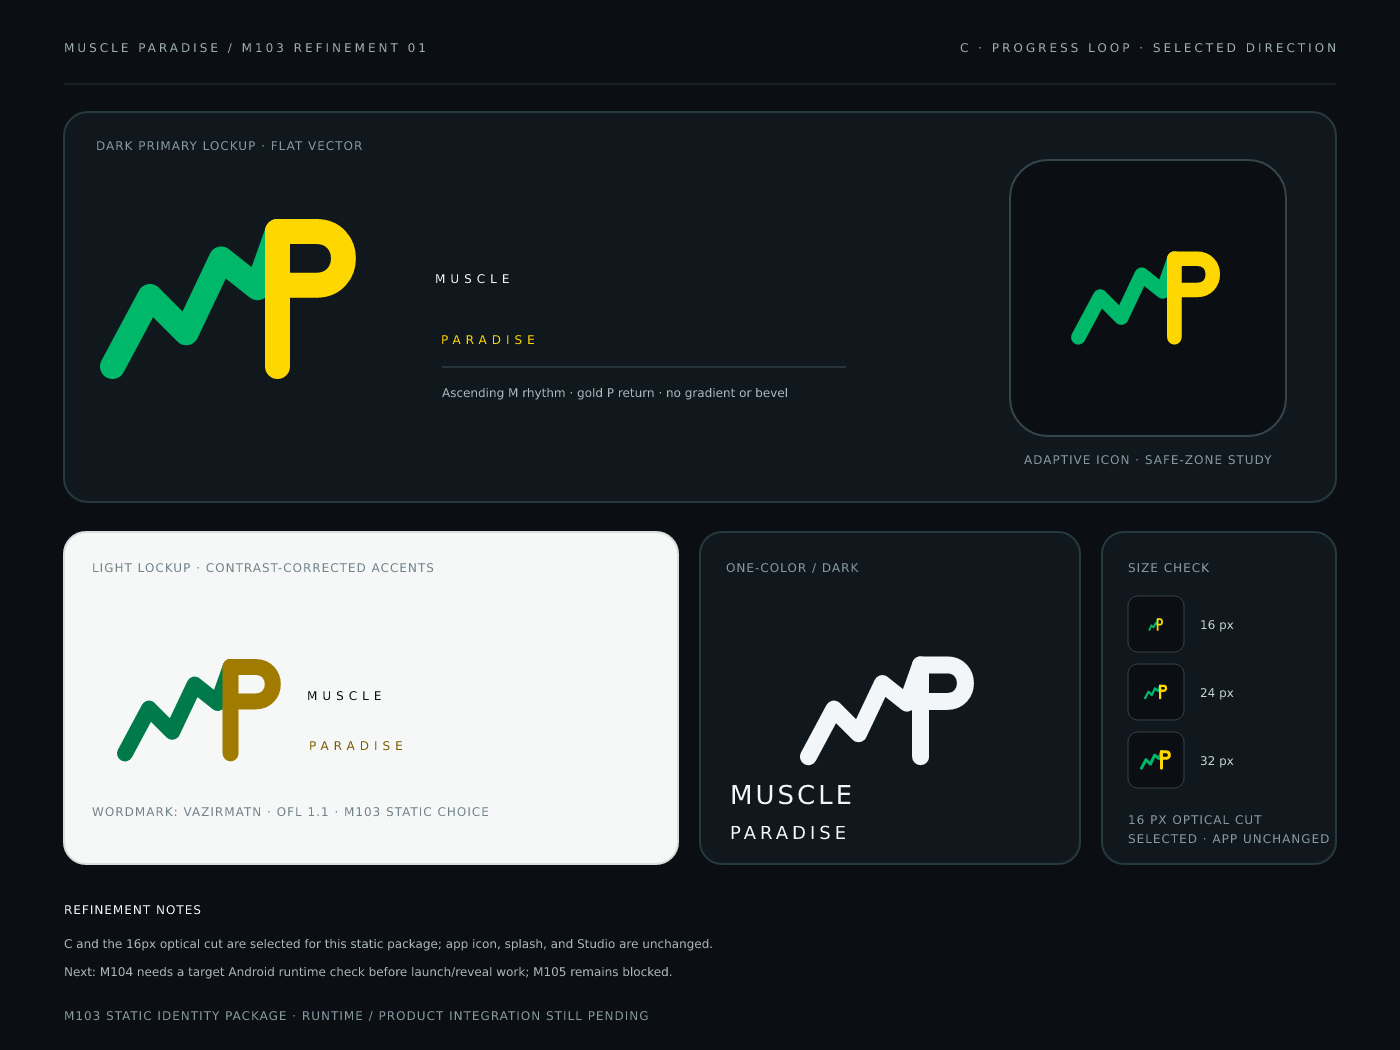 MUSCLE PARADISE / M103 REFINEMENT 01
C · PROGRESS LOOP · SELECTED DIRECTION
DARK PRIMARY LOCKUP · FLAT VECTOR
P
MUSCLE
PARADISE
Ascending M rhythm · gold P return · no gradient or bevel
P
ADAPTIVE ICON · SAFE-ZONE STUDY
LIGHT LOCKUP · CONTRAST-CORRECTED ACCENTS
P
MUSCLE
PARADISE
WORDMARK: VAZIRMATN · OFL 1.1 · M103 STATIC CHOICE
ONE-COLOR / DARK
P
MUSCLE
PARADISE
SIZE CHECK
P
16 px
P
24 px
P
32 px
16 PX OPTICAL CUT
SELECTED · APP UNCHANGED
REFINEMENT NOTES
C and the 16px optical cut are selected for this static package; app icon, splash, and Studio are unchanged.
Next: M104 needs a target Android runtime check before launch/reveal work; M105 remains blocked.
M103 STATIC IDENTITY PACKAGE · RUNTIME / PRODUCT INTEGRATION STILL PENDING